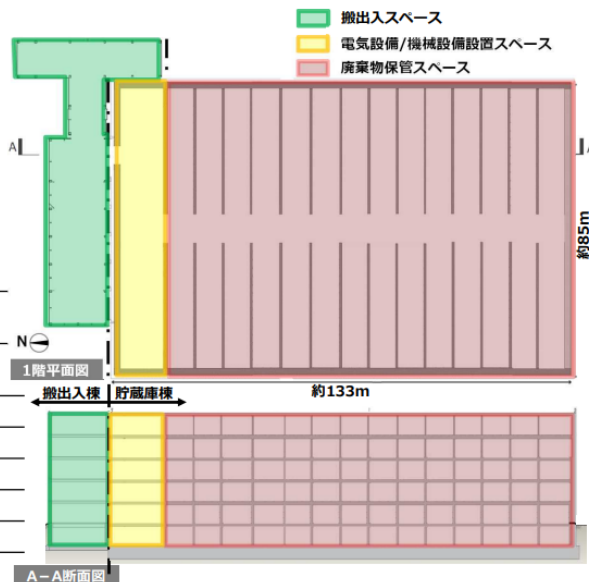 搬出入スペース
電気設備/機械設備設置スペース
廃棄物保管スペース
A
A
約85m
N
1階平面図
搬出入棟 貯蔵庫棟
約133m
A－A断面図